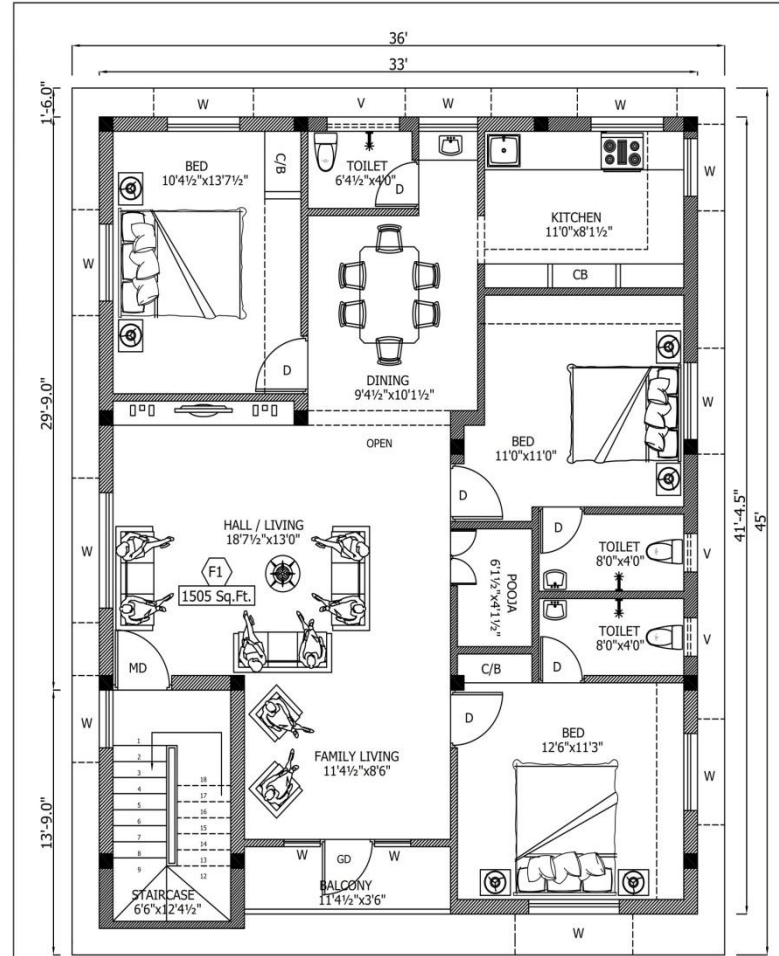 36'
33'
1'-6.0"
W
V
W
W
BED
10'4½"x13'7½"
C/B
TOILET
6'4½"x4'0"
D
W
KITCHEN
11'0"x8'1½"
W
CB
D
DINING
9'4½"x10'1½"
29'-9.0"
W
OPEN
BED
11'0"x11'0"
D
41'-4.5"
45'
HALL / LIVING
18'7½"x13'0"
W
F1
1505 Sq.Ft.
D
TOILET
8'0"x4'0"
V
POOJA
6'1½"x4'1½"
TOILET
8'0"x4'0"
V
MD
C/B
D
W
D
BED
12'6"x11'3"
FAMILY LIVING
11'4½"x8'6"
W
1
2
3
4
5
6
7
8
9
18
17
16
15
14
13
12
13'-9.0"
W
GD
W
BALCONY
11'4½"x3'6"
STAIRCASE
6'6"x12'4½"
W